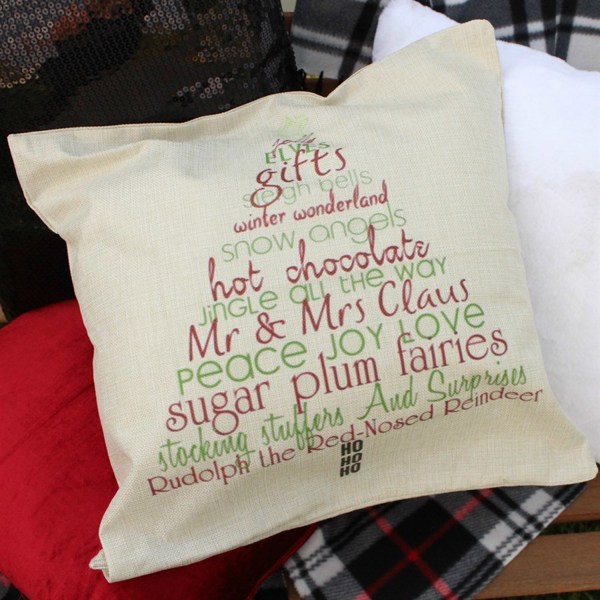 ELVES
gifts
sleigh bells
winter wonderland
snow angels
hot chocolate
jingle all the way
Mr & Mrs Claus
Peace Joy Love
sugar plum fairies
stocking stuffers And Surprises
Rudolph the Red-Nosed Reindeer
HO
HO
HO